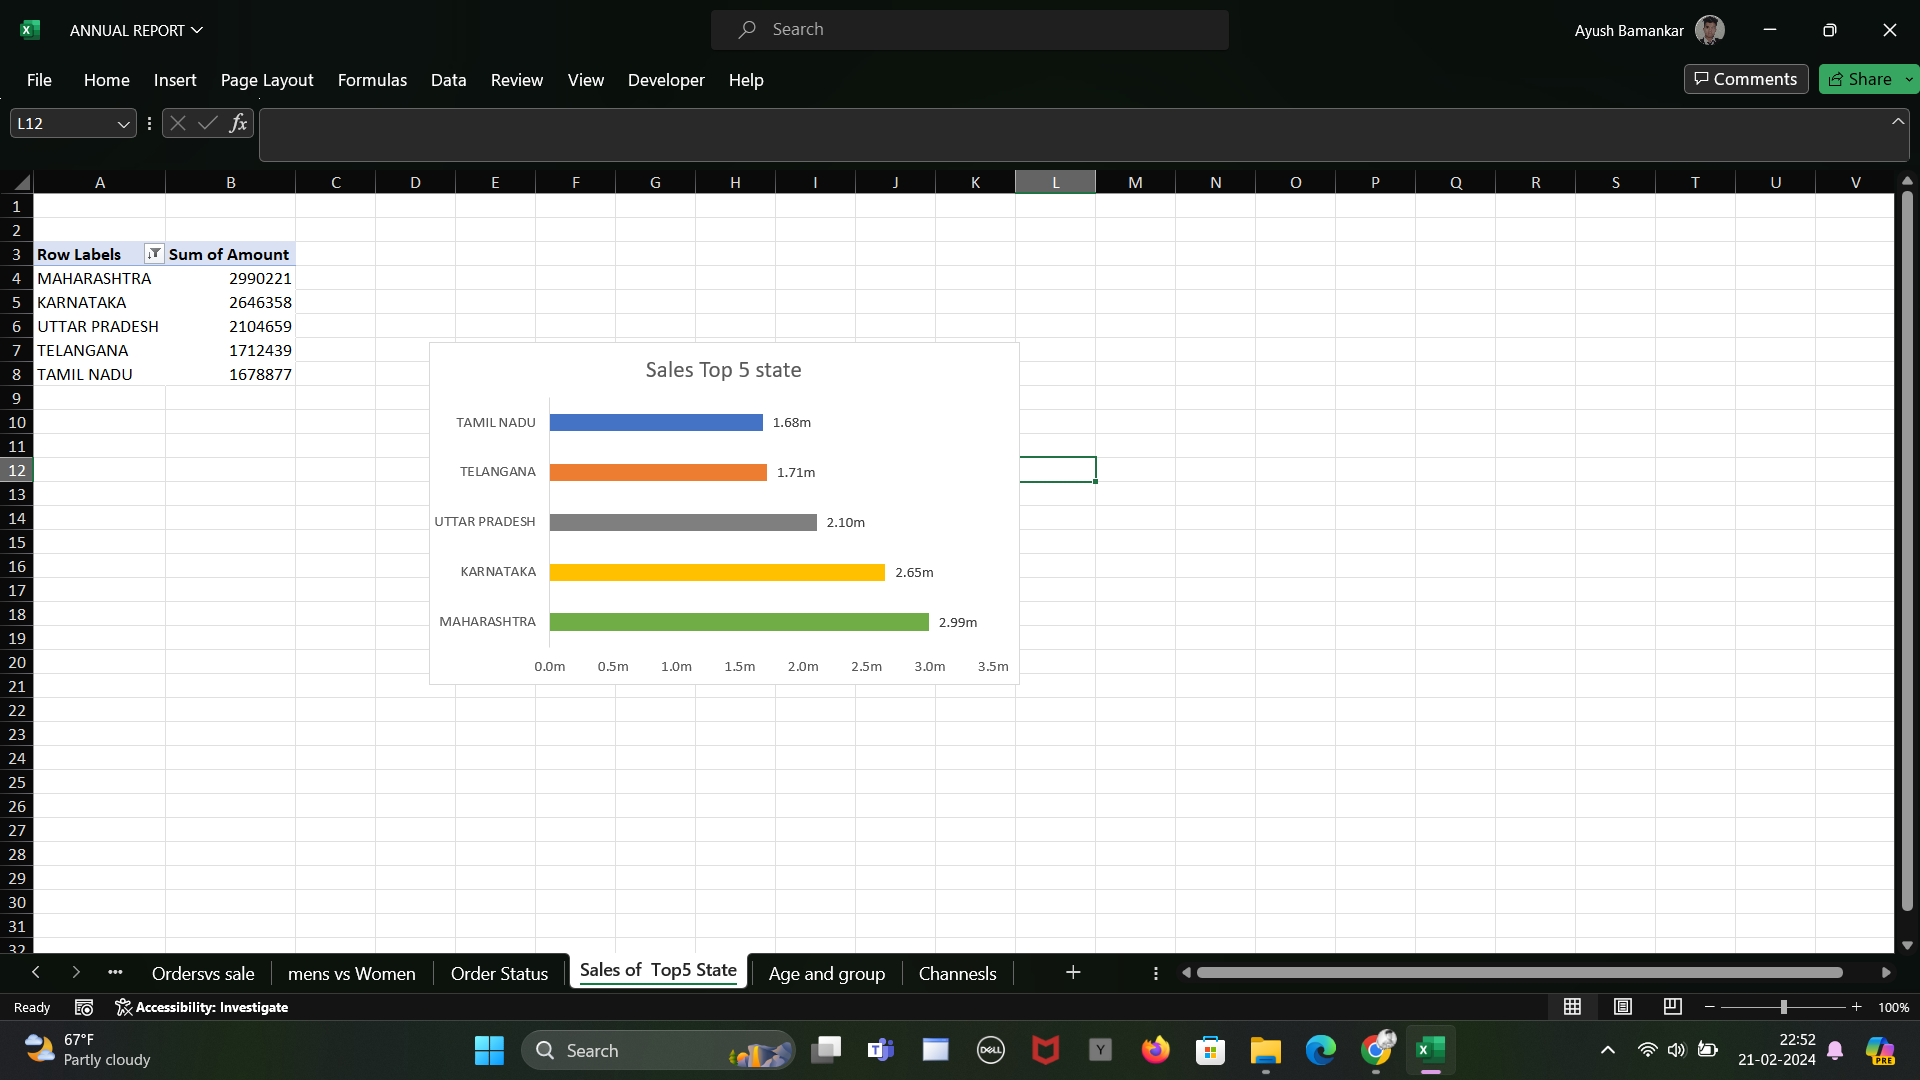 ANNUAL REPORT
Search
Ayush Bamankar
File Home Insert Page Layout Formulas Data Review View Developer Help
Comments Share
L12
fx
A B C D E F G H I J K L M N O P Q R S T U V
1
2
3 Row Labels Sum of Amount
4 MAHARASHTRA 2990221
5 KARNATAKA 2646358
6 UTTAR PRADESH 2104659
7 TELANGANA 1712439
8 TAMIL NADU 1678877
9
10
11
12
13
14
15
16
17
18
19
20
21
22
23
24
25
26
27
28
29
30
31
32
Sales Top 5 state
TAMIL NADU 1.68m
TELANGANA 1.71m
UTTAR PRADESH 2.10m
KARNATAKA 2.65m
MAHARASHTRA 2.99m
0.0m 0.5m 1.0m 1.5m 2.0m 2.5m 3.0m 3.5m
Ordersvs sale mens vs Women Order Status Sales of Top5 State Age and group Channesls
Ready Accessibility: Investigate 100%
67°F
Partly cloudy
Search
DELL
Y
22:52
21-02-2024
PRE